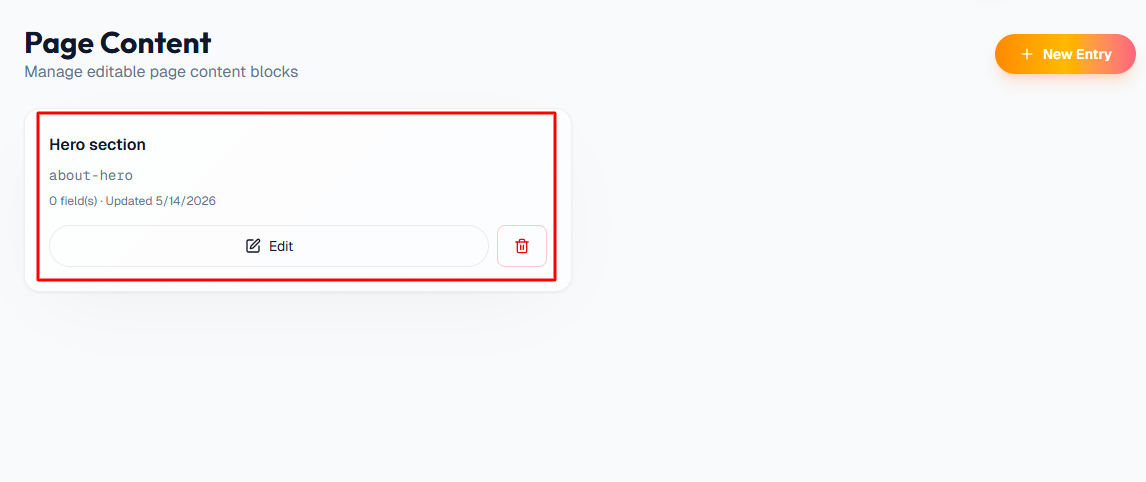 Page Content
Manage editable page content blocks
New Entry
Hero section
about-hero
0 field(s) · Updated 5/14/2026
Edit